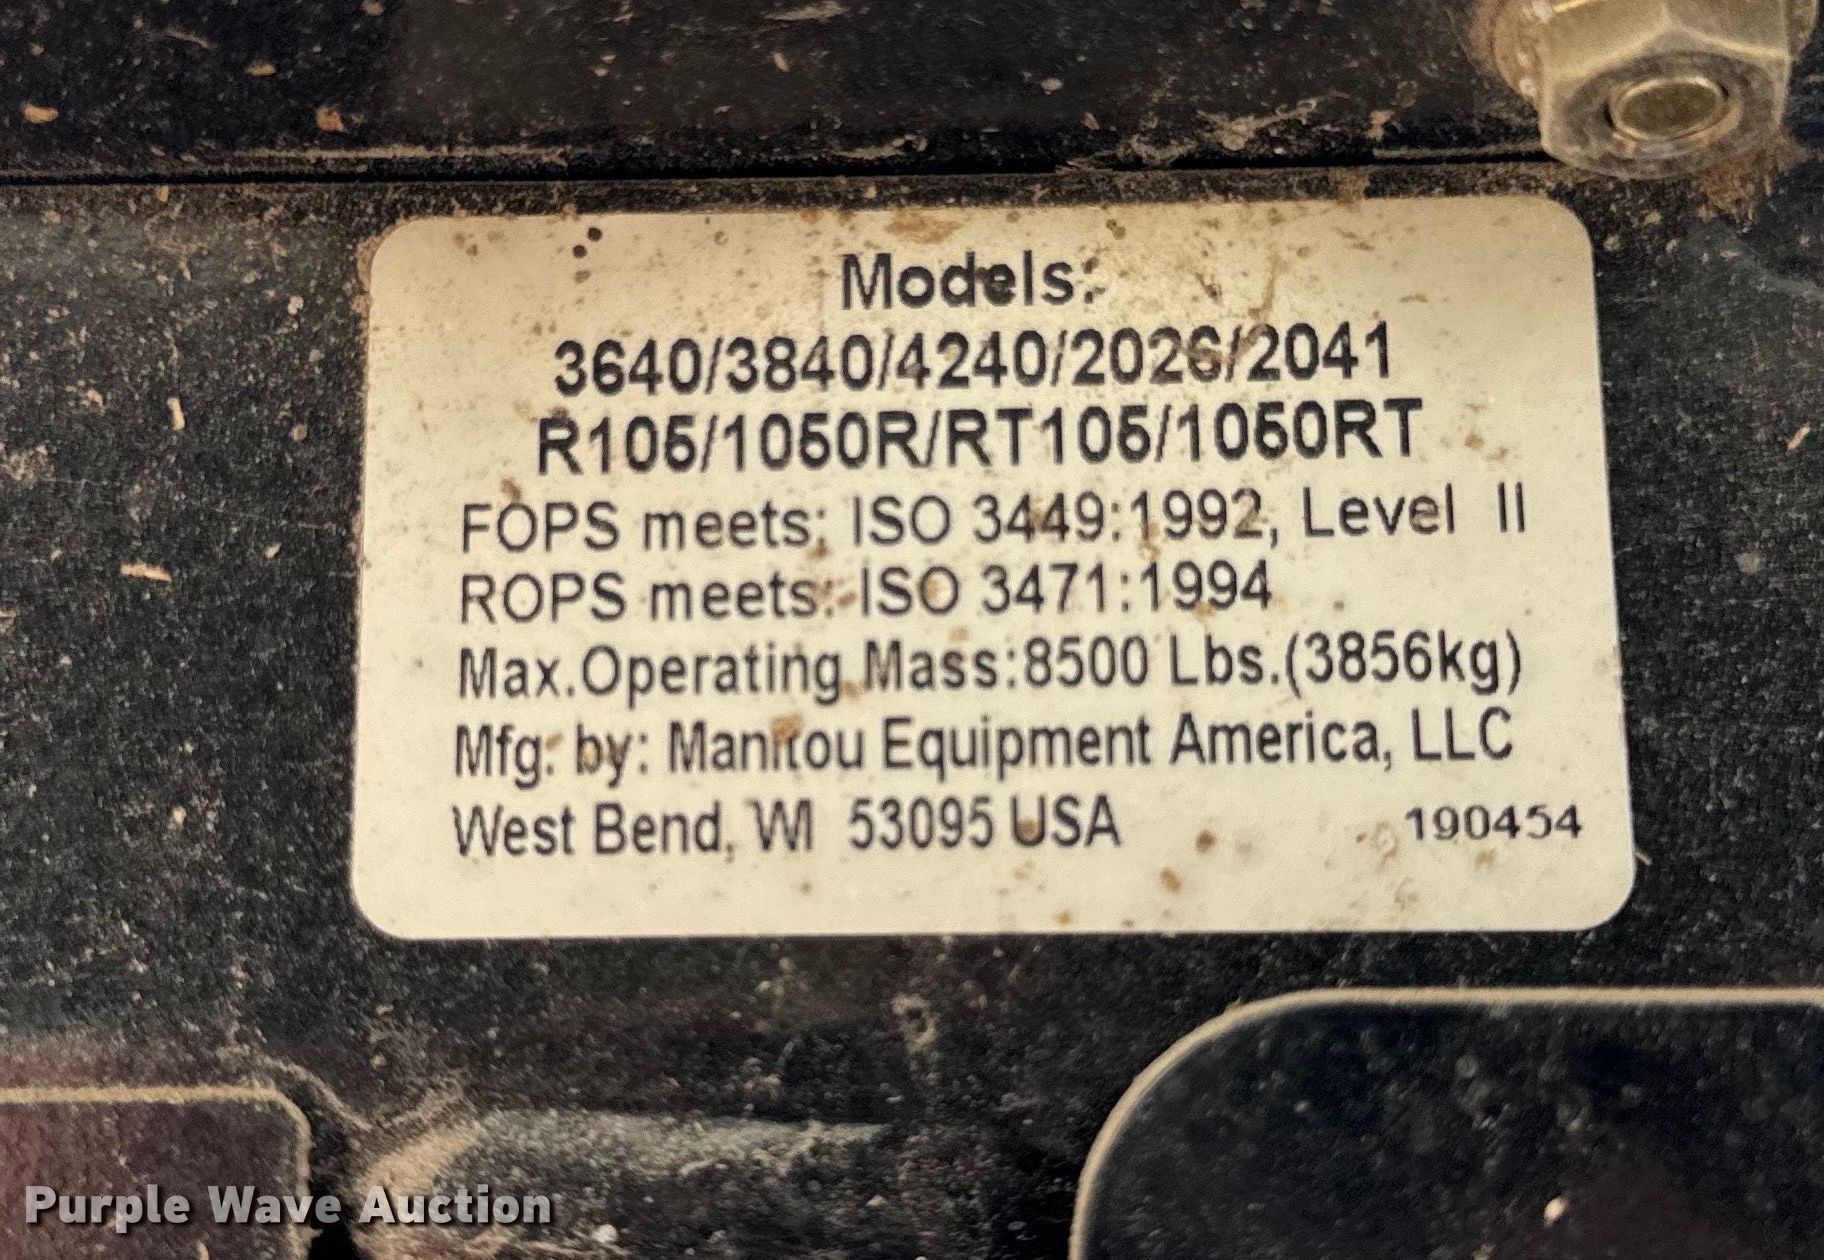 Models:
3640/3840/4240/2026/2041
R105/1050R/RT105/1050RT
FOPS meets: ISO 3449:1992, Level II
ROPS meets: ISO 3471:1994
Max.Operating Mass:8500 Lbs.(3856kg)
Mfg. by: Manitou Equipment America, LLC
West Bend, WI 53095 USA 190454
Purple Wave Auction